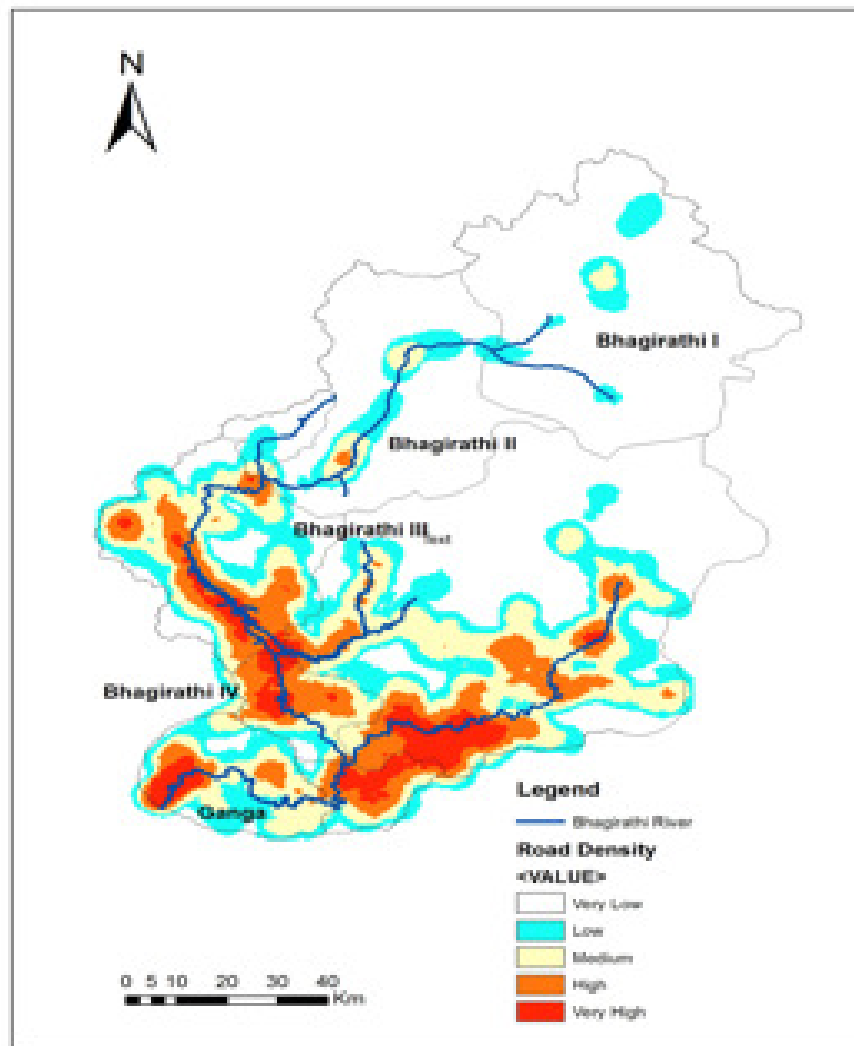 N
Bhagirathi I
Bhagirathi II
Bhagirathi III
Bhagirathi IV
Ganga
Legend
Bhagirathi River
Road Density
<VALUE>
Very Low
Low
Medium
High
Very High
0 5 10 20 30 40
Km